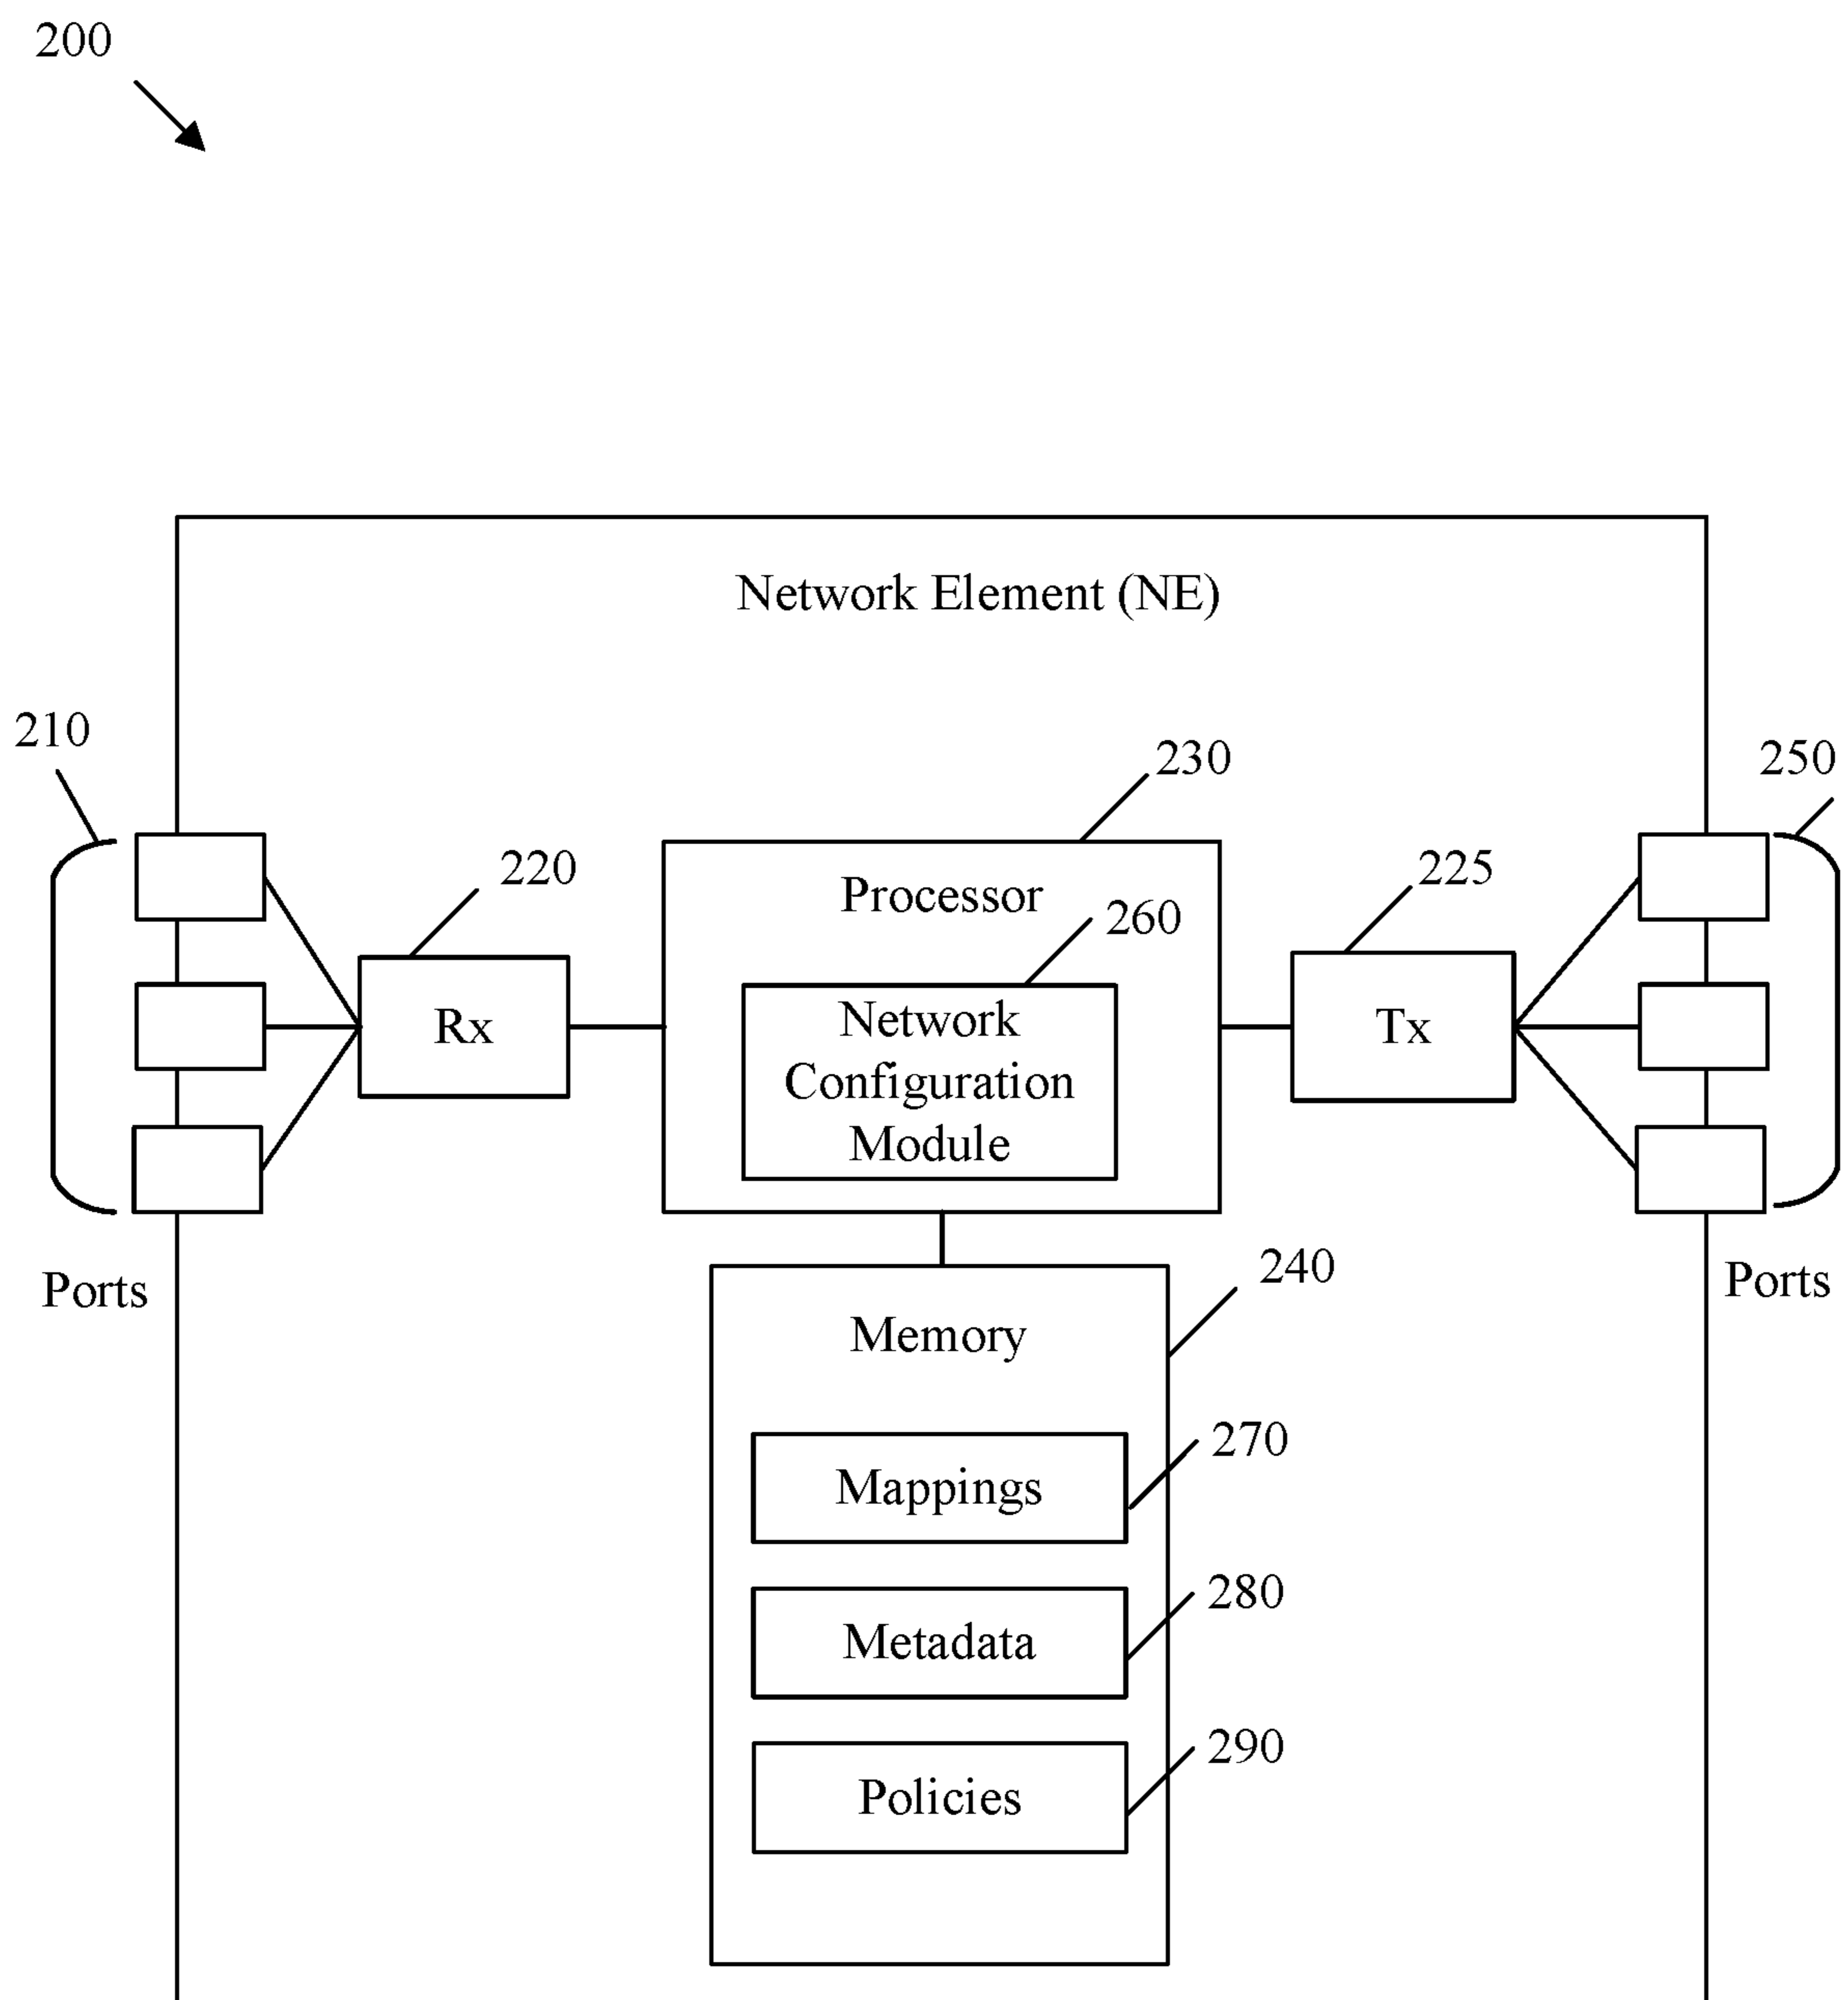 200
Network Element (NE)
210
230
250
220
225
Processor
260
Rx
Network
Configuration
Module
Tx
240
Ports
Ports
Memory
270
Mappings
280
Metadata
290
Policies